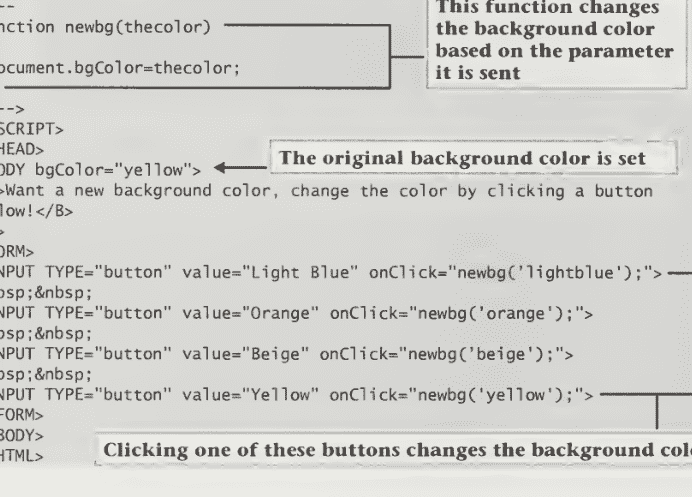 --
nction newbg(thecolor)
ocument.bgColor=thecolor;
This function changes
the background color
based on the parameter
it is sent
-->
SCRIPT>
HEAD>
ODY bgColor="yellow">
The original background color is set
>Want a new background color, change the color by clicking a button
low!</B>
>
ORM>
NPUT TYPE="button" value="Light Blue" onClick="newbg('lightblue');">
bsp;&nbsp;
NPUT TYPE="button" value="Orange" onClick="newbg('orange');">
bsp;&nbsp;
NPUT TYPE="button" value="Beige" onClick="newbg('beige');">
bsp;&nbsp;
NPUT TYPE="button" value="Yellow" onClick="newbg('yellow');">
FORM>
BODY>
HTML>
Clicking one of these buttons changes the background colo